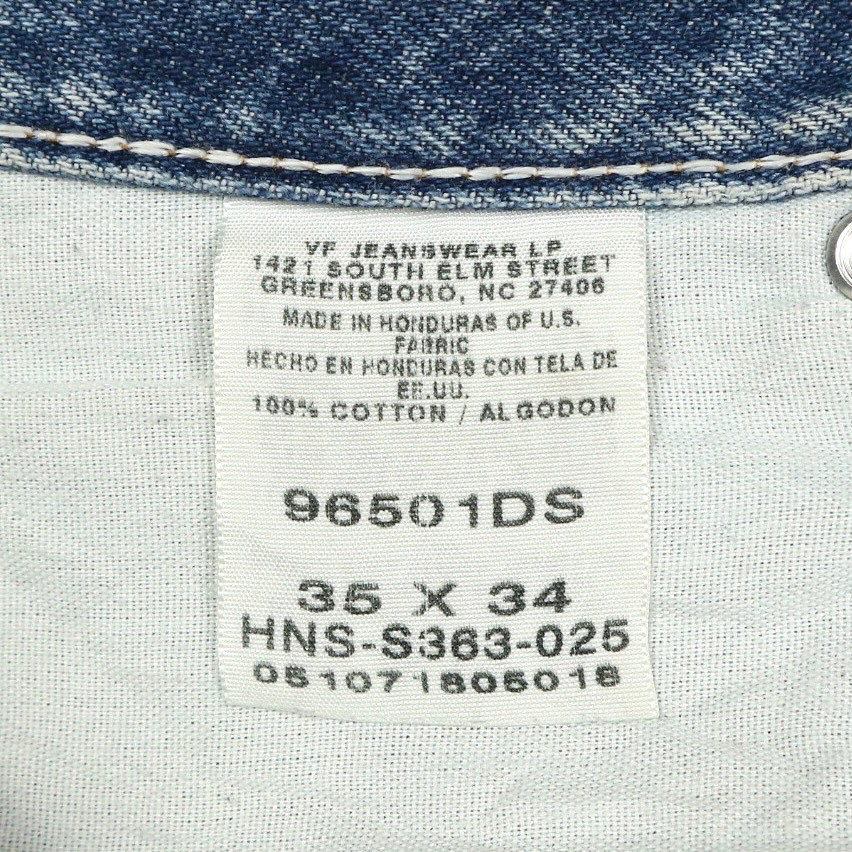 VF JEANSWEAR LP
1421 SOUTH ELM STREET
GREENSBORO, NC 27406
MADE IN HONDURAS OF U.S.
FABRIC
HECHO EN HONDURAS CON TELA DE
EE.UU.
100% COTTON / ALGODON
96501DS
35 X 34
HNS-S363-025
051071805018